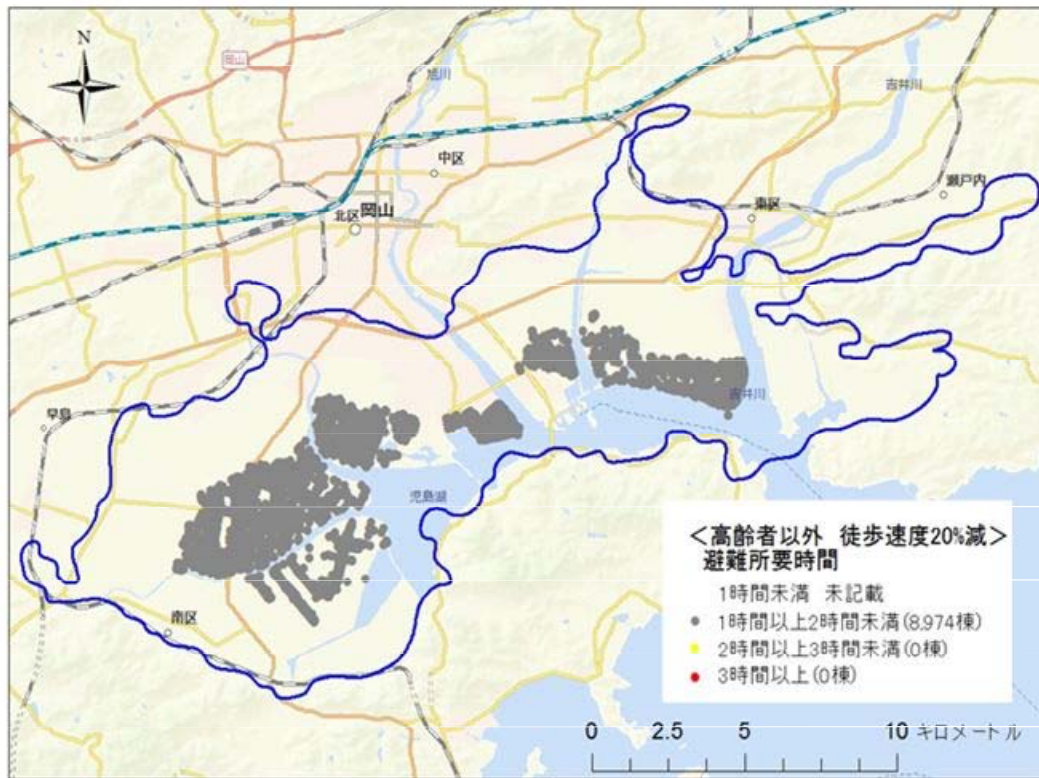 N
岡山
旭川
吉井川
中区
瀬戸内
北区
岡山
東区
早島
吉井川
児島湖
南区
<高齢者以外 徒歩速度20%減>
避難所要時間
1時間未満 未記載
1時間以上2時間未満(8,974棟)
2時間以上3時間未満(0棟)
3時間以上(0棟)
0 2.5 5 10 キロメートル